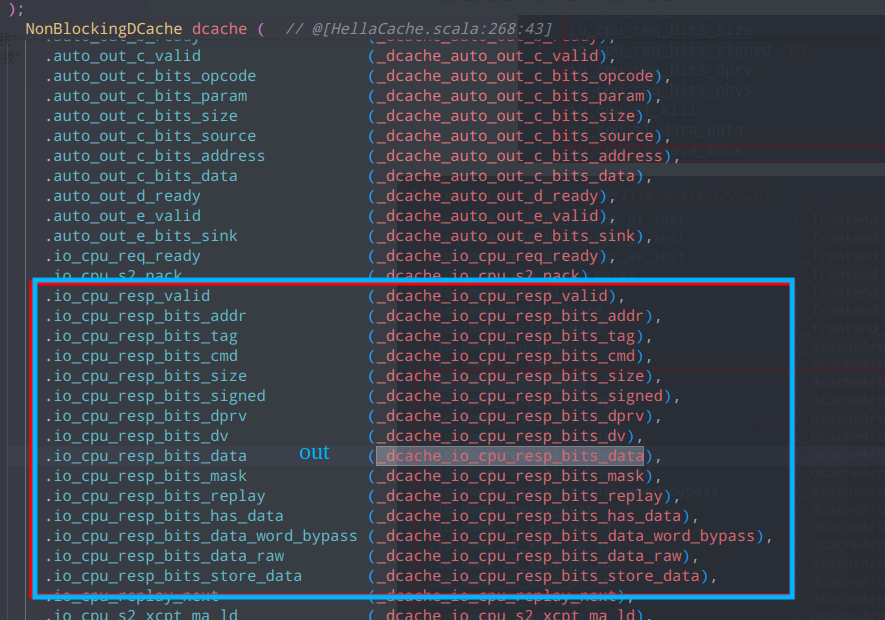 );
NonBlockingDCache dcache (   // @[HellaCache.scala:268:43]
.auto_out_b_ready (_dcache_auto_out_b_ready),
.auto_out_c_valid (_dcache_auto_out_c_valid),
.auto_out_c_bits_opcode (_dcache_auto_out_c_bits_opcode),
.auto_out_c_bits_param (_dcache_auto_out_c_bits_param),
.auto_out_c_bits_size (_dcache_auto_out_c_bits_size),
.auto_out_c_bits_source (_dcache_auto_out_c_bits_source),
.auto_out_c_bits_address (_dcache_auto_out_c_bits_address),
.auto_out_c_bits_data (_dcache_auto_out_c_bits_data),
.auto_out_d_ready (_dcache_auto_out_d_ready),
.auto_out_e_valid (_dcache_auto_out_e_valid),
.auto_out_e_bits_sink (_dcache_auto_out_e_bits_sink),
.io_cpu_req_ready (_dcache_io_cpu_req_ready),
.io_cpu_s2_nack (_dcache_io_cpu_s2_nack),
.io_cpu_resp_valid (_dcache_io_cpu_resp_valid),
.io_cpu_resp_bits_addr (_dcache_io_cpu_resp_bits_addr),
.io_cpu_resp_bits_tag (_dcache_io_cpu_resp_bits_tag),
.io_cpu_resp_bits_cmd (_dcache_io_cpu_resp_bits_cmd),
.io_cpu_resp_bits_size (_dcache_io_cpu_resp_bits_size),
.io_cpu_resp_bits_signed (_dcache_io_cpu_resp_bits_signed),
.io_cpu_resp_bits_dprv (_dcache_io_cpu_resp_bits_dprv),
.io_cpu_resp_bits_dv (_dcache_io_cpu_resp_bits_dv),
.io_cpu_resp_bits_data out (_dcache_io_cpu_resp_bits_data),
.io_cpu_resp_bits_mask (_dcache_io_cpu_resp_bits_mask),
.io_cpu_resp_bits_replay (_dcache_io_cpu_resp_bits_replay),
.io_cpu_resp_bits_has_data (_dcache_io_cpu_resp_bits_has_data),
.io_cpu_resp_bits_data_word_bypass (_dcache_io_cpu_resp_bits_data_word_bypass),
.io_cpu_resp_bits_data_raw (_dcache_io_cpu_resp_bits_data_raw),
.io_cpu_resp_bits_store_data (_dcache_io_cpu_resp_bits_store_data),
.io_cpu_replay_next (_dcache_io_cpu_replay_next),
.io_cpu_s2_xcpt_ma_ld (_dcache_io_cpu_s2_xcpt_ma_ld),